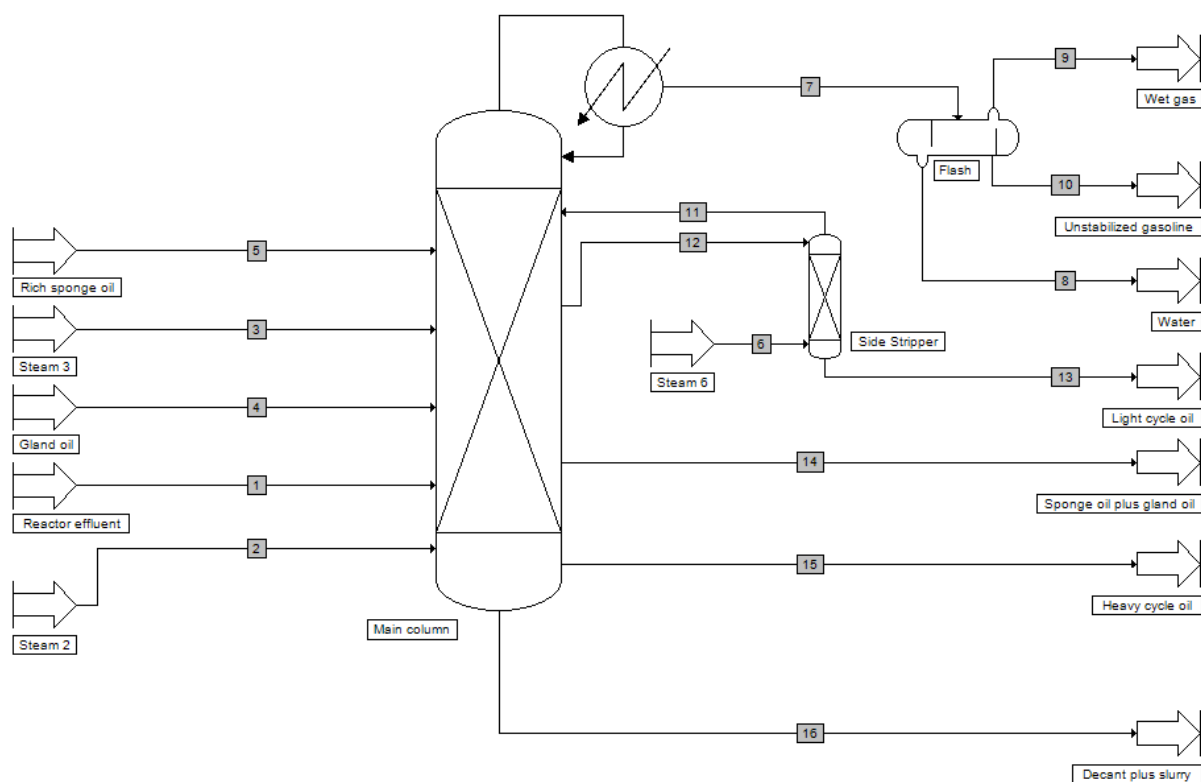 7
9
Wet gas
Flash
10
Unstabilized gasoline
11
12
5
Rich sponge oil
8
Water
3
Steam 3
6
Steam 6
Side Stripper
13
Light cycle oil
4
Gland oil
14
Sponge oil plus gland oil
1
Reactor effluent
2
Steam 2
Main column
15
Heavy cycle oil
16
Decant plus slurry